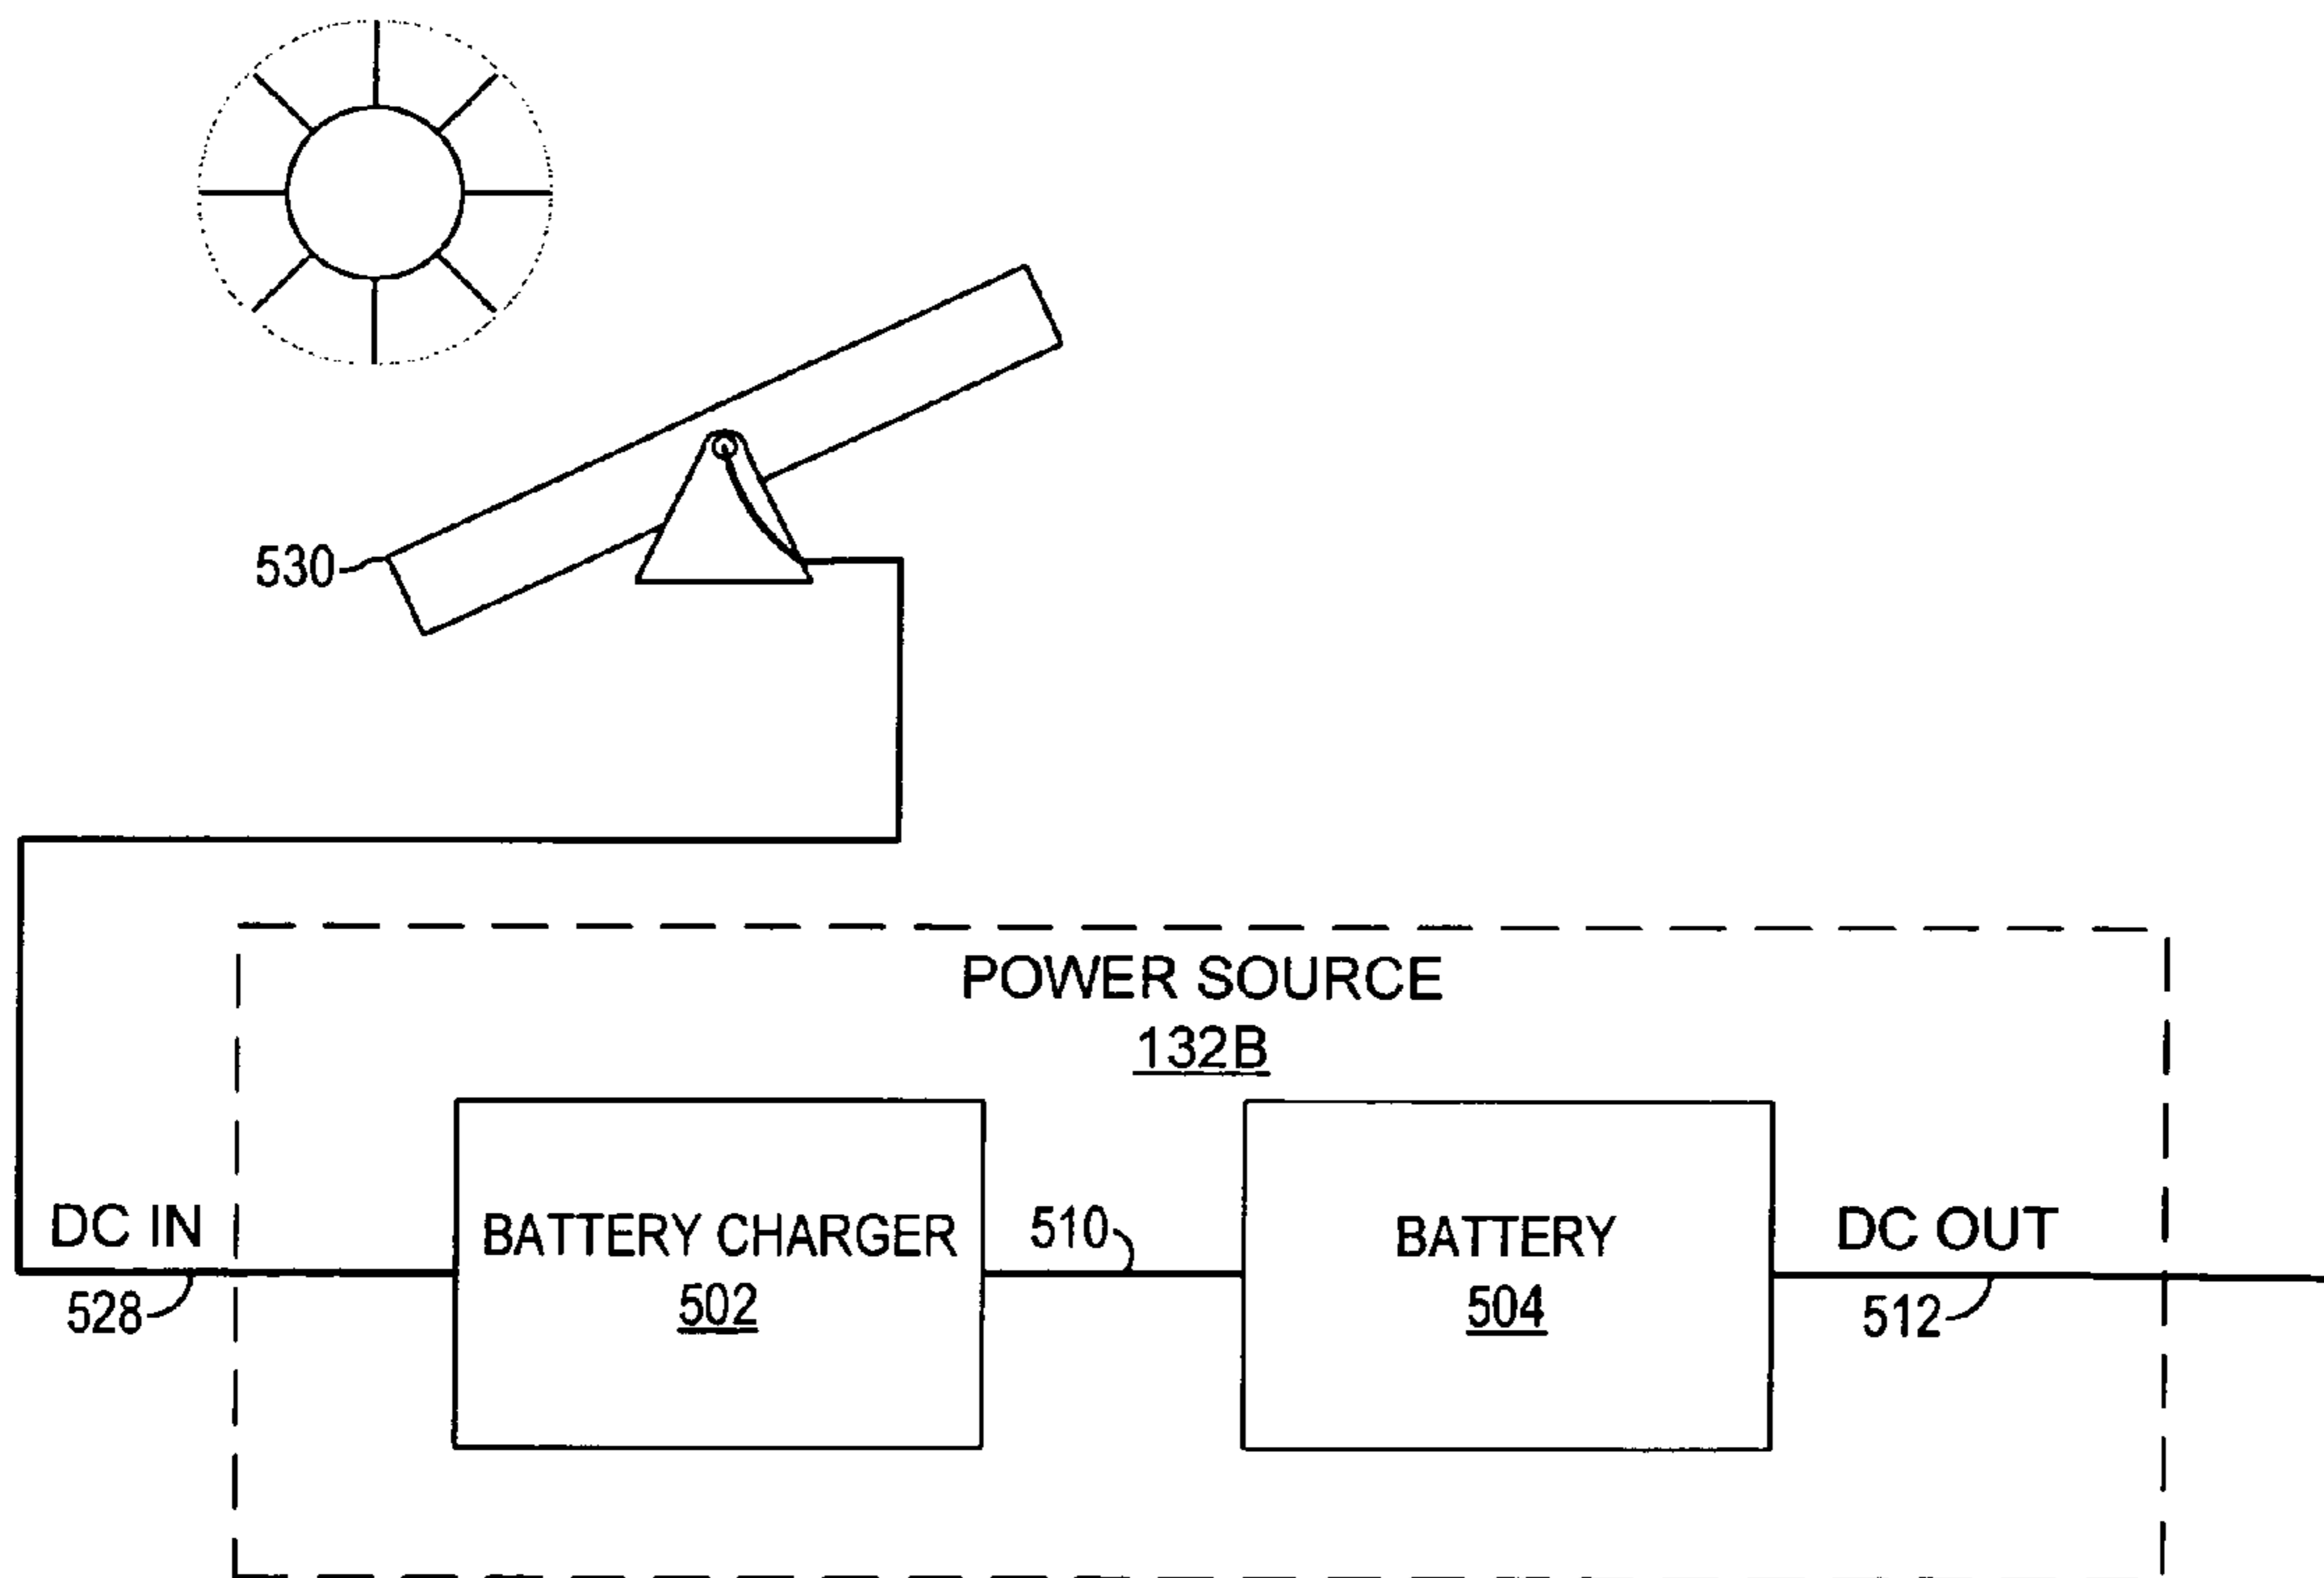 530
POWER SOURCE
132B
DC IN
528
BATTERY CHARGER
502
510
BATTERY
504
DC OUT
512